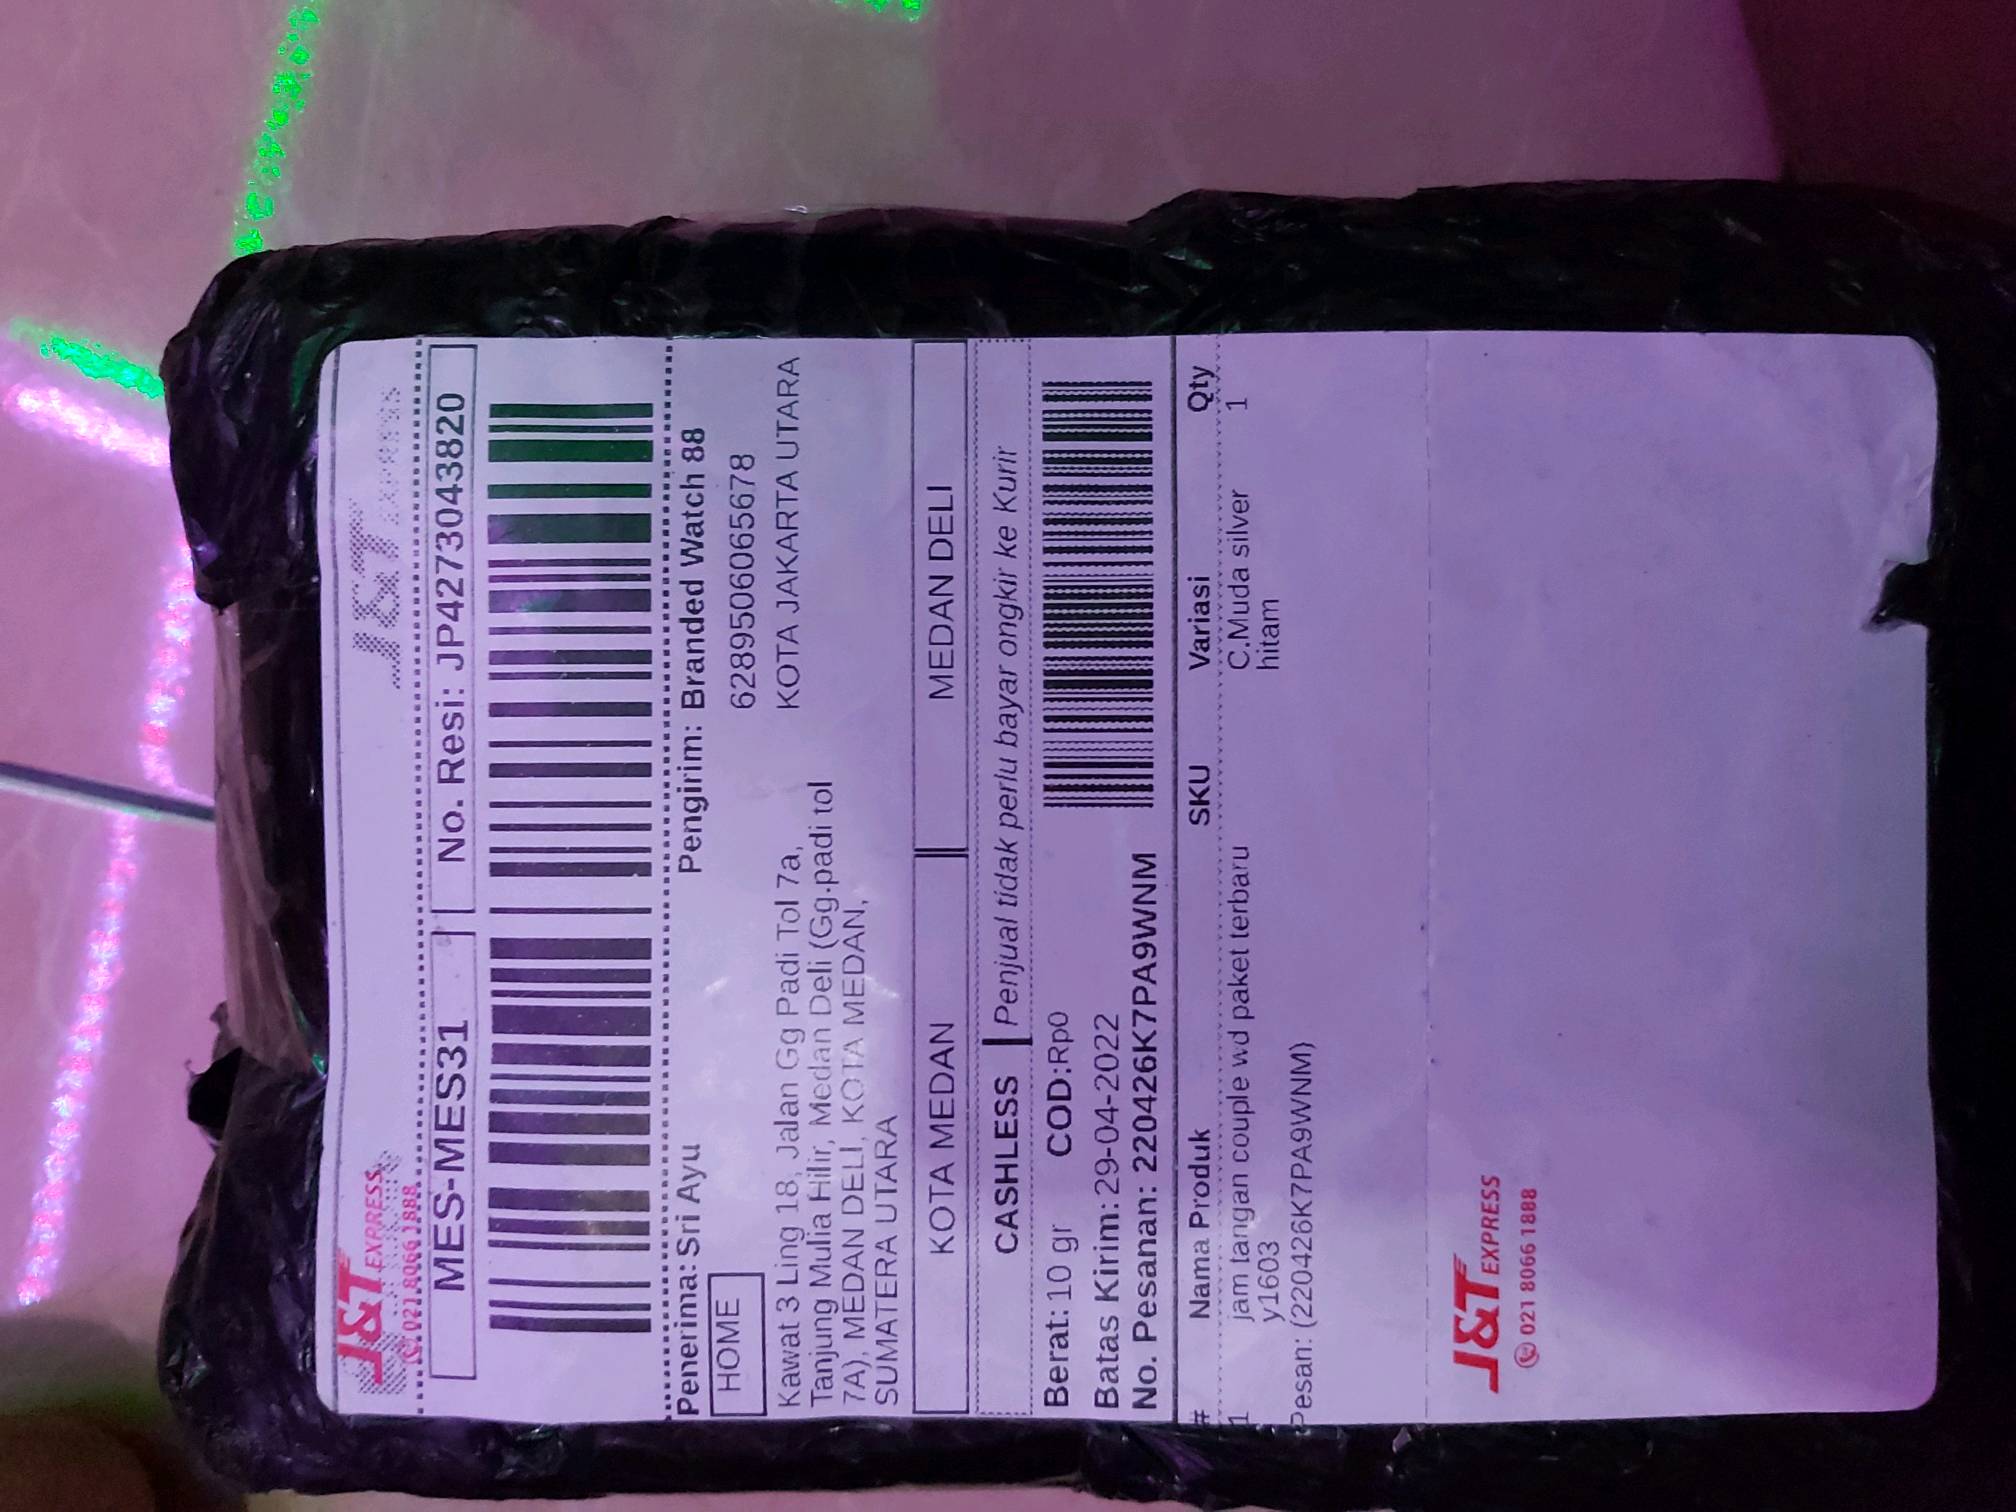 J&T EXPRESS
021 8066 1888
J&T EXPRESS
MES-MES31
No. Resi: JP4273043820
Penerima: Sri Ayu
HOME
Kawat 3 Ling 18, Jalan Gg Padi Tol 7a,
Tanjung Mulia Hilir, Medan Deli (Gg.padi tol
7A), MEDAN DELI, KOTA MEDAN,
SUMATERA UTARA
Pengirim: Branded Watch 88
6289506065678
KOTA JAKARTA UTARA
KOTA MEDAN
MEDAN DELI
CASHLESS
Penjual tidak perlu bayar ongkir ke Kurir
Berat: 10 gr COD:Rp0
Batas Kirim: 29-04-2022
No. Pesanan: 220426K7PA9WNM
# Nama Produk SKU Variasi Qty
1 jam tangan couple wd paket terbaru C.Muda silver 1
y1603 hitam
Pesan: (220426K7PA9WNM)
J&T EXPRESS
021 8066 1888